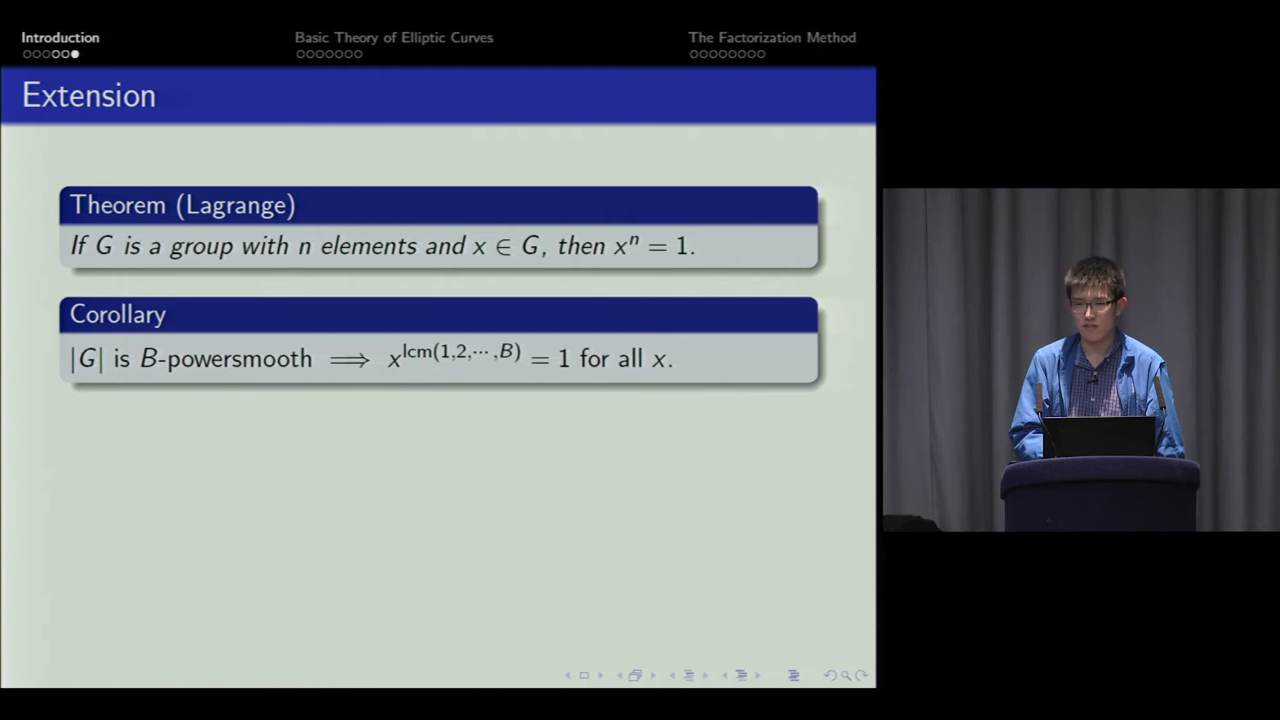 Introduction
Basic Theory of Elliptic Curves
The Factorization Method
Extension
Theorem (Lagrange)
If G is a group with n elements and x ∈ G, then xⁿ = 1.
Corollary
|G| is B-powersmooth ⟹ x^lcm(1,2,⋯,B) = 1 for all x.